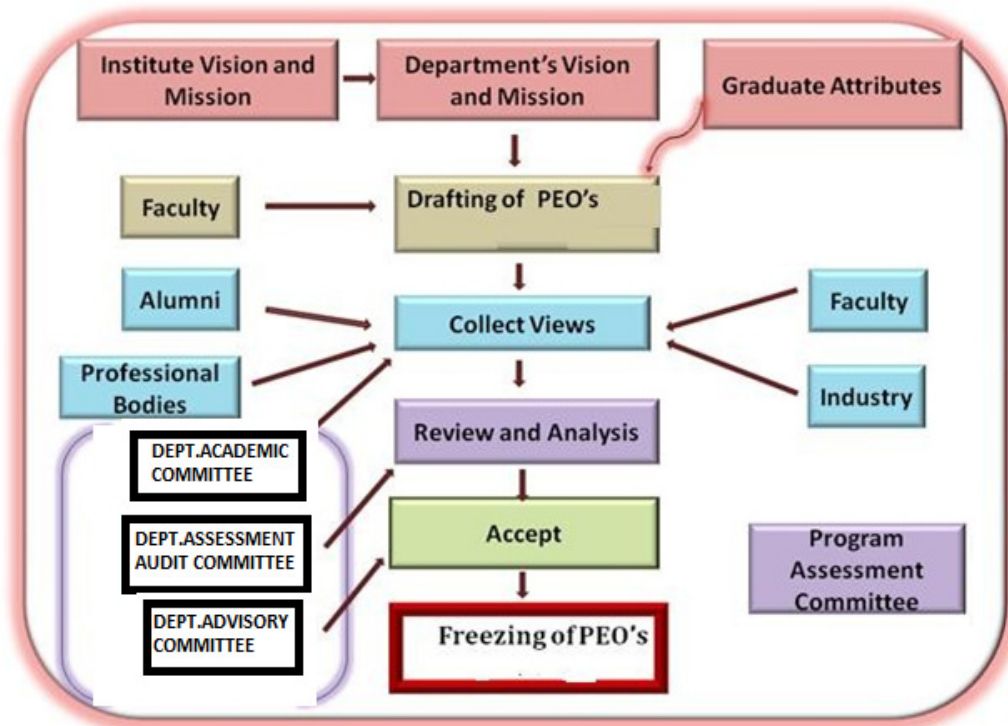 Institute Vision and
Mission
Department’s Vision
and Mission
Graduate Attributes
Faculty
Drafting of PEO’s
Alumni
Collect Views
Faculty
Professional
Bodies
Industry
Review and Analysis
DEPT.ACADEMIC
COMMITTEE
DEPT.ASSESSMENT
AUDIT COMMITTEE
Accept
Program
Assessment
Committee
DEPT.ADVISORY
COMMITTEE
Freezing of PEO's